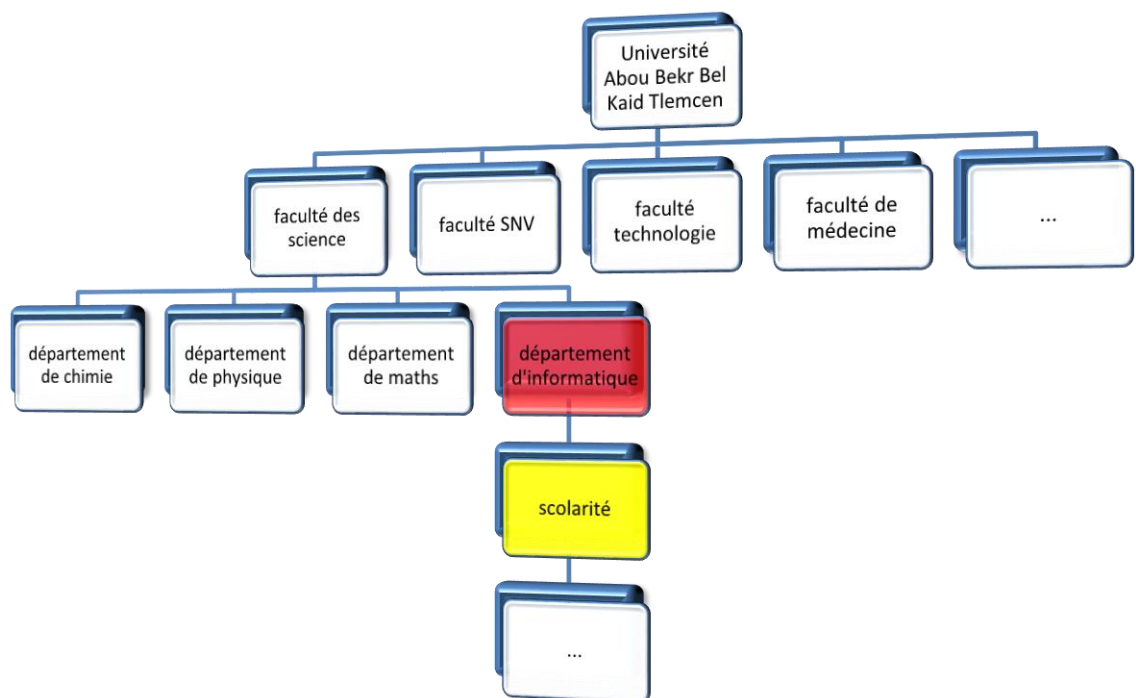 Université
Abou Bekr Bel
Kaid Tlemcen
faculté des
science
faculté SNV
faculté
technologie
faculté de
médecine
...
département
de chimie
département
de physique
département
de maths
département
d'informatique
scolarité
...